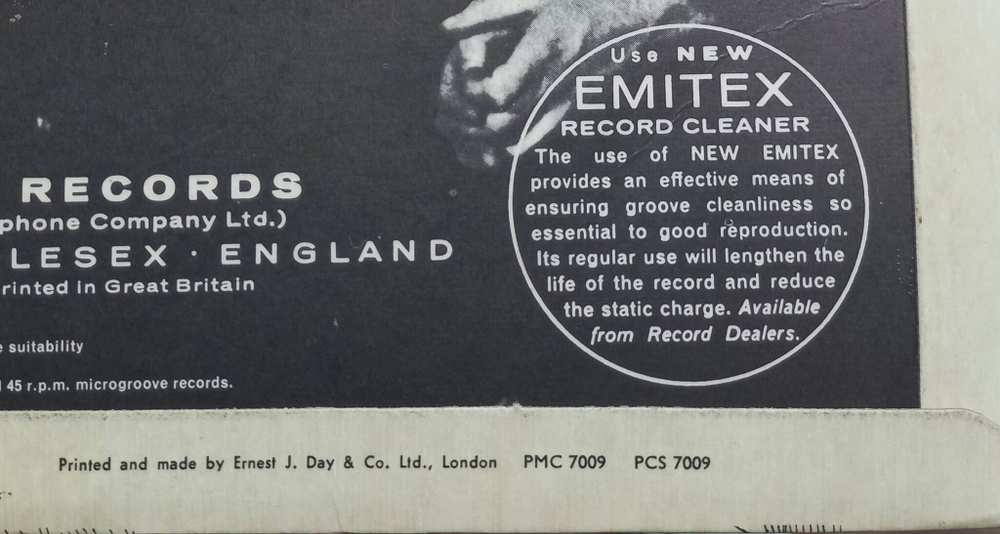 RECORDS
phone Company Ltd.)
LESEX · ENGLAND
rinted in Great Britain
e suitability
45 r.p.m. microgroove records.
Use NEW
EMITEX
RECORD CLEANER
The use of NEW EMITEX
provides an effective means of
ensuring groove cleanliness so
essential to good reproduction.
Its regular use will lengthen the
life of the record and reduce
the static charge. Available
from Record Dealers.
Printed and made by Ernest J. Day & Co. Ltd., London PMC 7009 PCS 7009